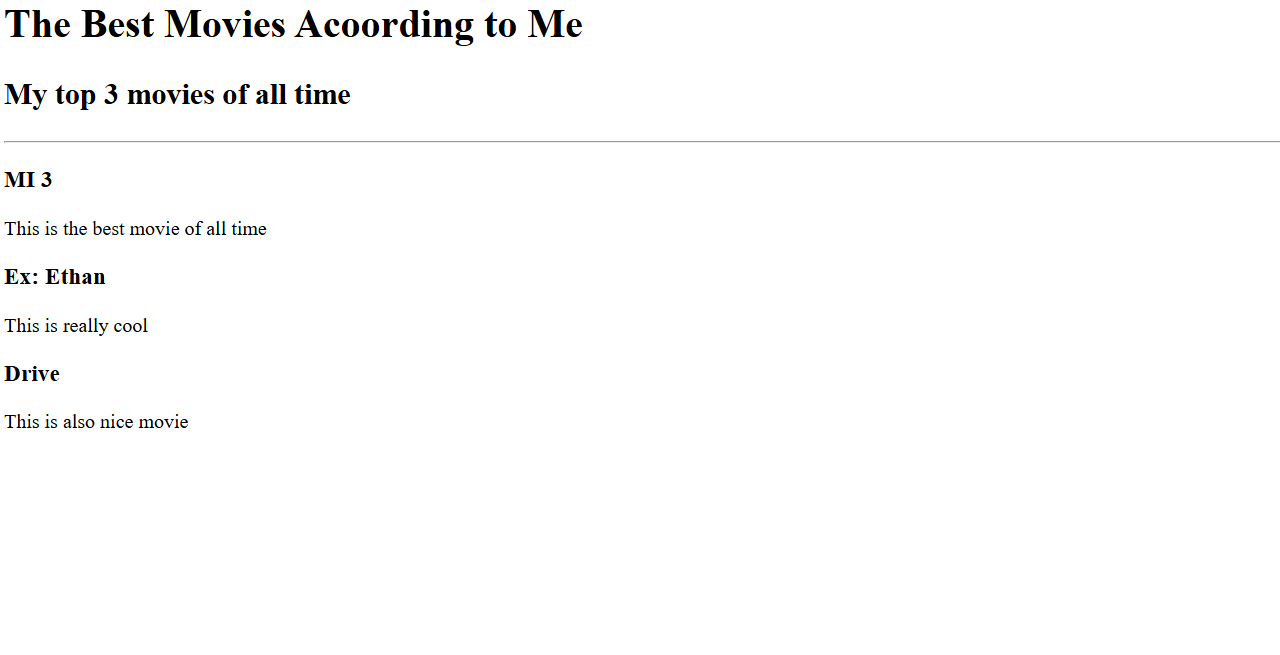 The Best Movies Acoording to Me
My top 3 movies of all time
MI 3
This is the best movie of all time
Ex: Ethan
This is really cool
Drive
This is also nice movie